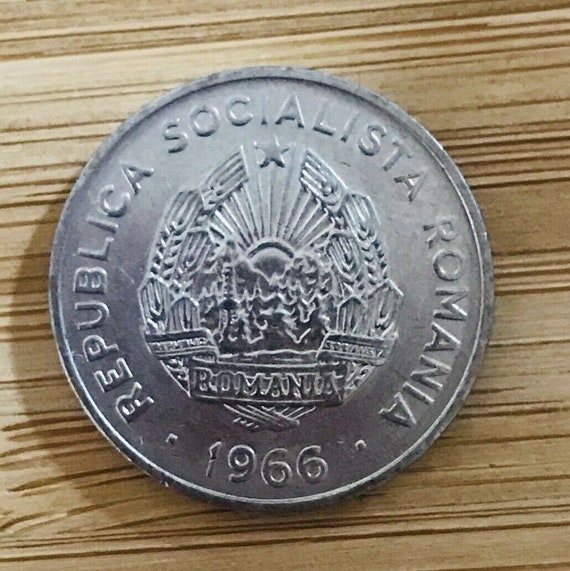 REPUBLICA SOCIALISTA ROMANIA
ROMANIA
· 1966 ·